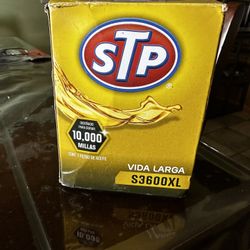 STP
®
10,000
MILLAS
VIDA LARGA
S3600XL